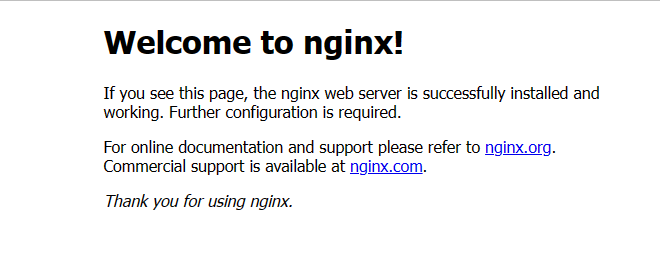 Welcome to nginx!
If you see this page, the nginx web server is successfully installed and
working. Further configuration is required.
For online documentation and support please refer to nginx.org.
Commercial support is available at nginx.com.
Thank you for using nginx.